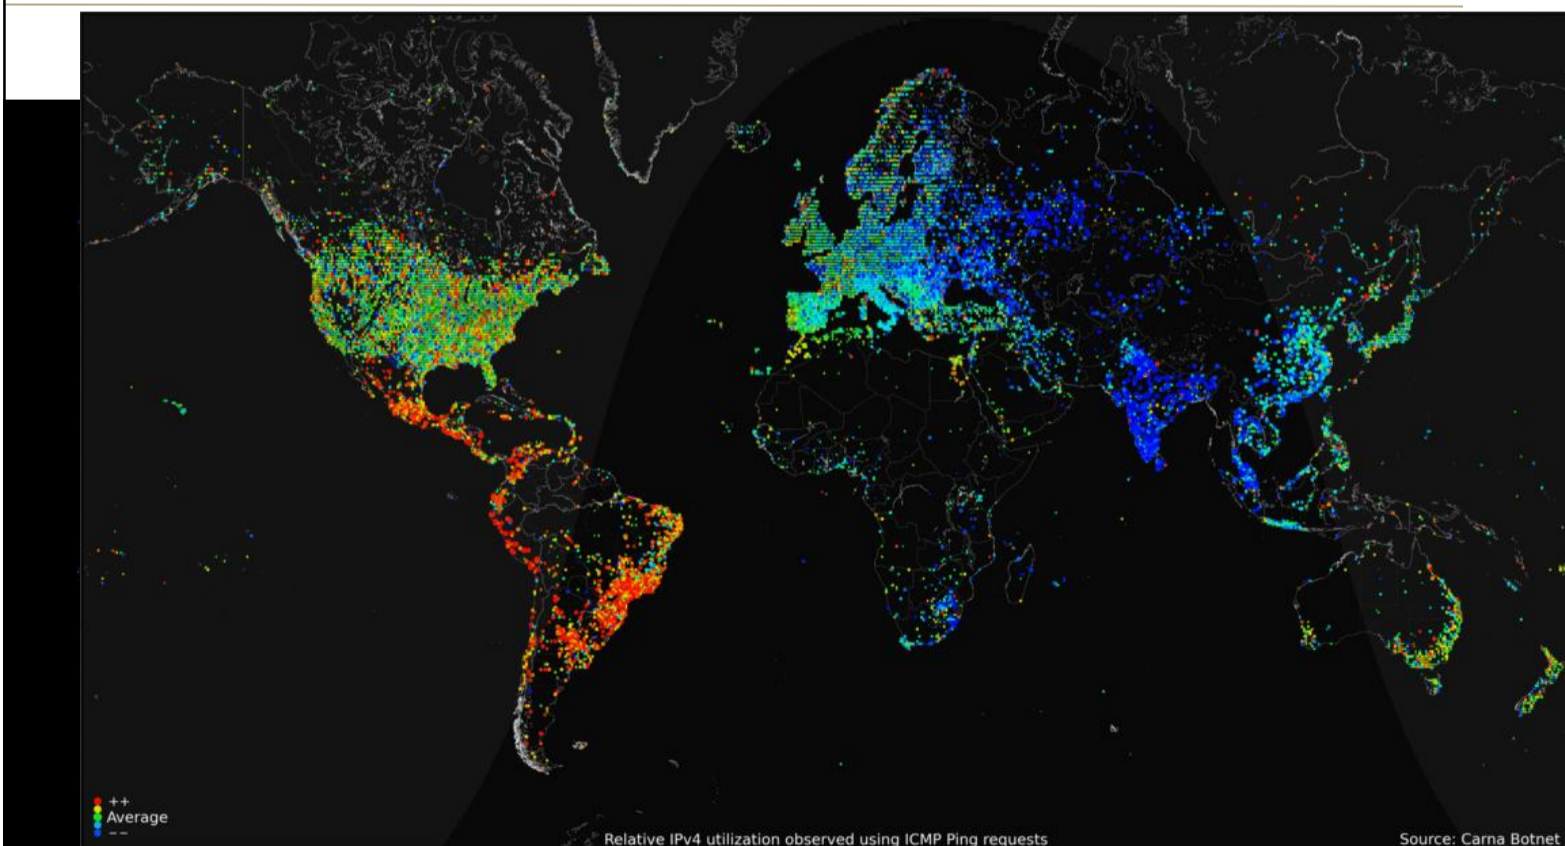 ++
Average
−−
Relative IPv4 utilization observed using ICMP Ping requests
Source: Carna Botnet